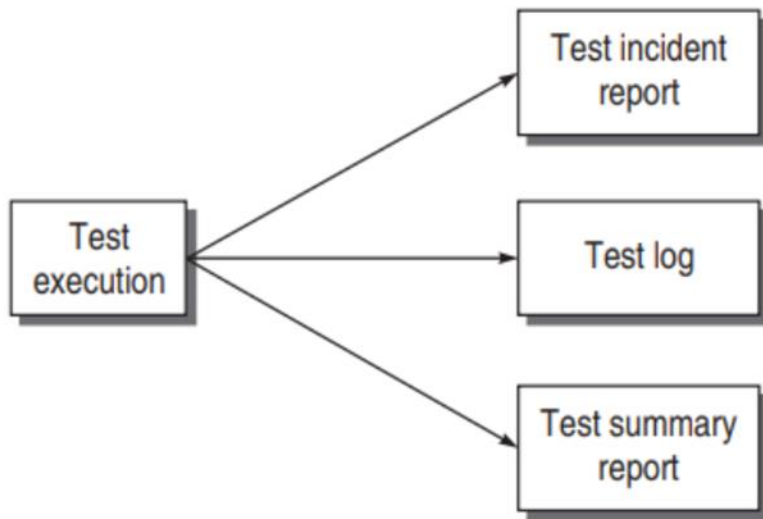 Test incident
report
Test
execution
Test log
Test summary
report